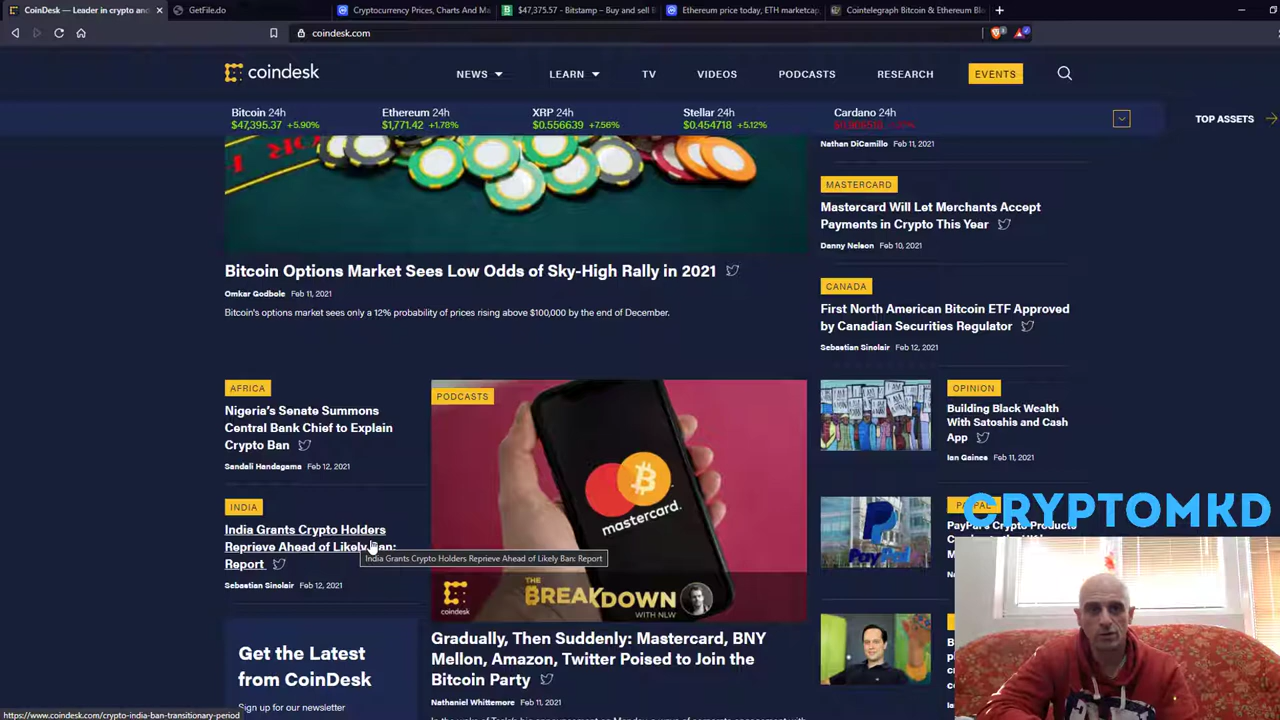 CoinDesk — Leader in crypto and
GetFile.do
Cryptocurrency Prices, Charts And Ma
$47,375.57 - Bitstamp – Buy and sell B
Ethereum price today, ETH marketcap,
Cointelegraph Bitcoin & Ethereum Bl
coindesk.com
coindesk
NEWS
LEARN
TV
VIDEOS
PODCASTS
RESEARCH
EVENTS
Bitcoin 24h
$47,395.37 +5.90%
Ethereum 24h
$1,771.42 +1.78%
XRP 24h
$0.556639 +7.56%
Stellar 24h
$0.454718 +5.12%
Cardano 24h
TOP ASSETS
Nathan DiCamillo Feb 11, 2021
MASTERCARD
Mastercard Will Let Merchants Accept
Payments in Crypto This Year
Danny Nelson Feb 10, 2021
Bitcoin Options Market Sees Low Odds of Sky-High Rally in 2021
Omkar Godbole Feb 11, 2021
Bitcoin's options market sees only a 12% probability of prices rising above $100,000 by the end of December.
CANADA
First North American Bitcoin ETF Approved
by Canadian Securities Regulator
Sebastian Sinclair Feb 12, 2021
AFRICA
Nigeria's Senate Summons
Central Bank Chief to Explain
Crypto Ban
Sandali Handagama Feb 12, 2021
INDIA
India Grants Crypto Holders
Reprieve Ahead of Likely Ban:
Report
India Grants Crypto Holders Reprieve Ahead of Likely Ban: Report
Sebastian Sinclair Feb 12, 2021
Get the Latest
from CoinDesk
Sign up for our newsletter
PODCASTS
mastercard.
coindesk
THE
BREAKDOWN
WITH NLW
Gradually, Then Suddenly: Mastercard, BNY
Mellon, Amazon, Twitter Poised to Join the
Bitcoin Party
Nathaniel Whittemore Feb 11, 2021
OPINION
Building Black Wealth
With Satoshis and Cash
App
Ian Gaines Feb 11, 2021
PayPal
CRYPTOMKD
PayPal's Crypto Products
https://www.coindesk.com/crypto-india-ban-transitionary-period